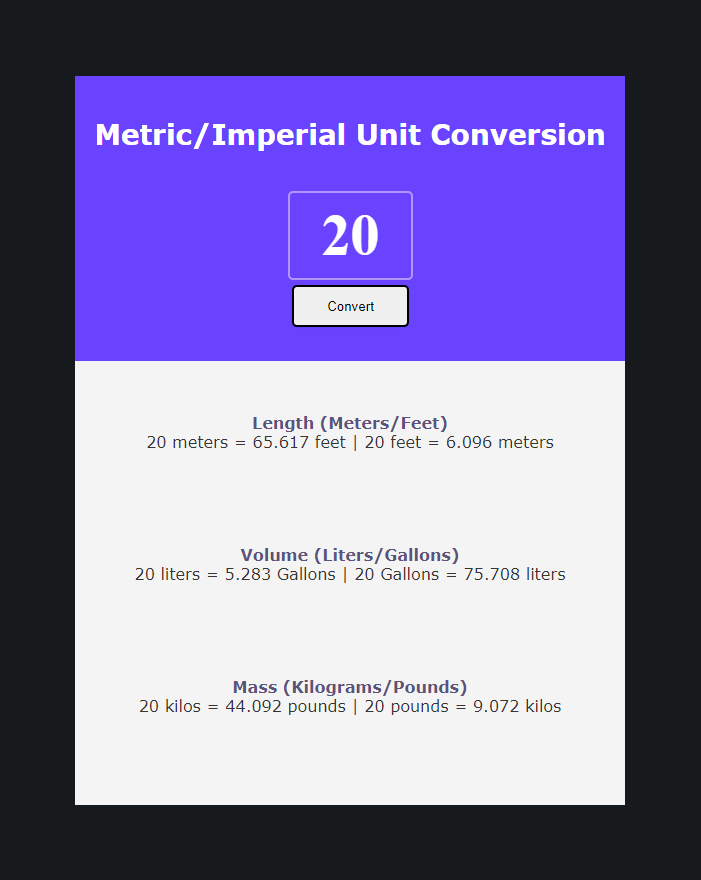 Metric/Imperial Unit Conversion
20
Convert
Length (Meters/Feet)
20 meters = 65.617 feet | 20 feet = 6.096 meters
Volume (Liters/Gallons)
20 liters = 5.283 Gallons | 20 Gallons = 75.708 liters
Mass (Kilograms/Pounds)
20 kilos = 44.092 pounds | 20 pounds = 9.072 kilos